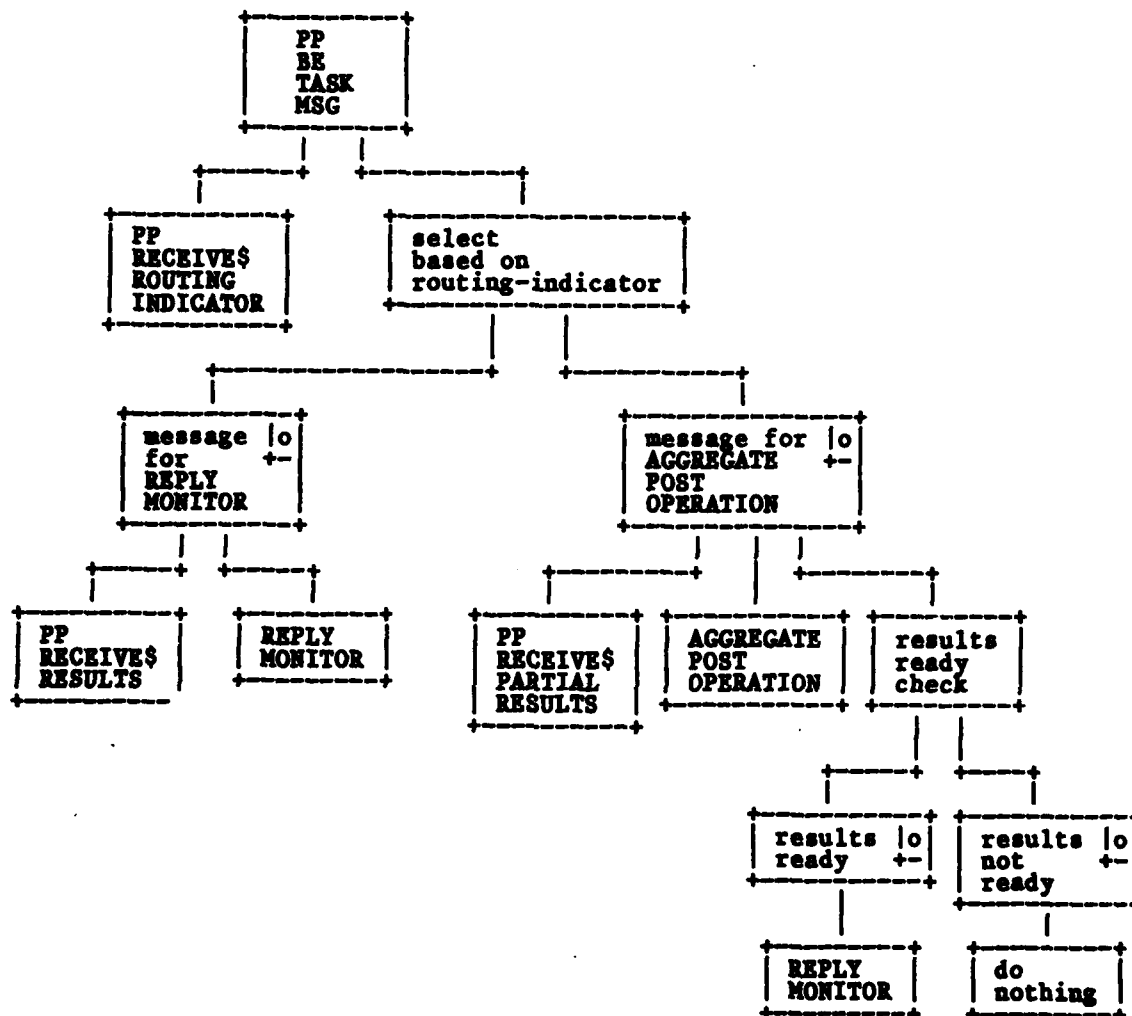 PP
BE
TASK
MSG
PP
RECEIVE$
ROUTING
INDICATOR
select
based on
routing-indicator
message |o
for +-
REPLY
MONITOR
message for |o
AGGREGATE +-
POST
OPERATION
PP
RECEIVE$
RESULTS
REPLY
MONITOR
PP
RECEIVE$
PARTIAL
RESULTS
AGGREGATE
POST
OPERATION
results
ready
check
results |o
ready +-
results |o
not +-
ready
REPLY
MONITOR
do
nothing